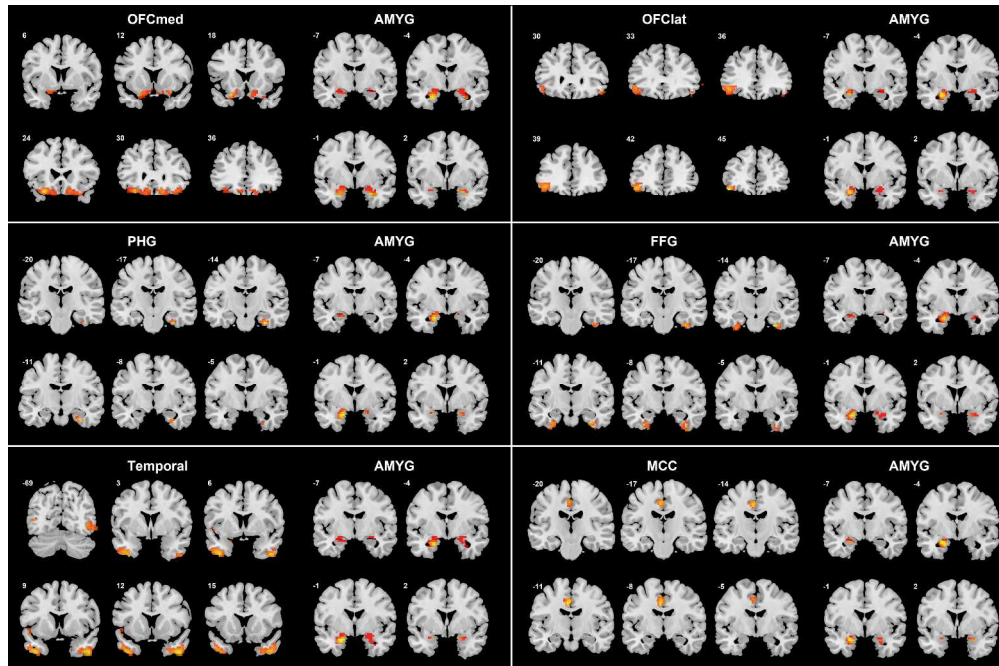 OFCmed AMYG
6 12 18 -7 -4
24 30 36 -1 2
OFClat AMYG
30 33 36 -7 -4
39 42 45 -1 2
PHG AMYG
-20 -17 -14 -7 -4
-11 -8 -5 -1 2
FFG AMYG
-20 -17 -14 -7 -4
-11 -8 -5 -1 2
Temporal AMYG
-69 3 6 -7 -4
9 12 15 -1 2
MCC AMYG
-20 -17 -14 -7 -4
-11 -8 -5 -1 2